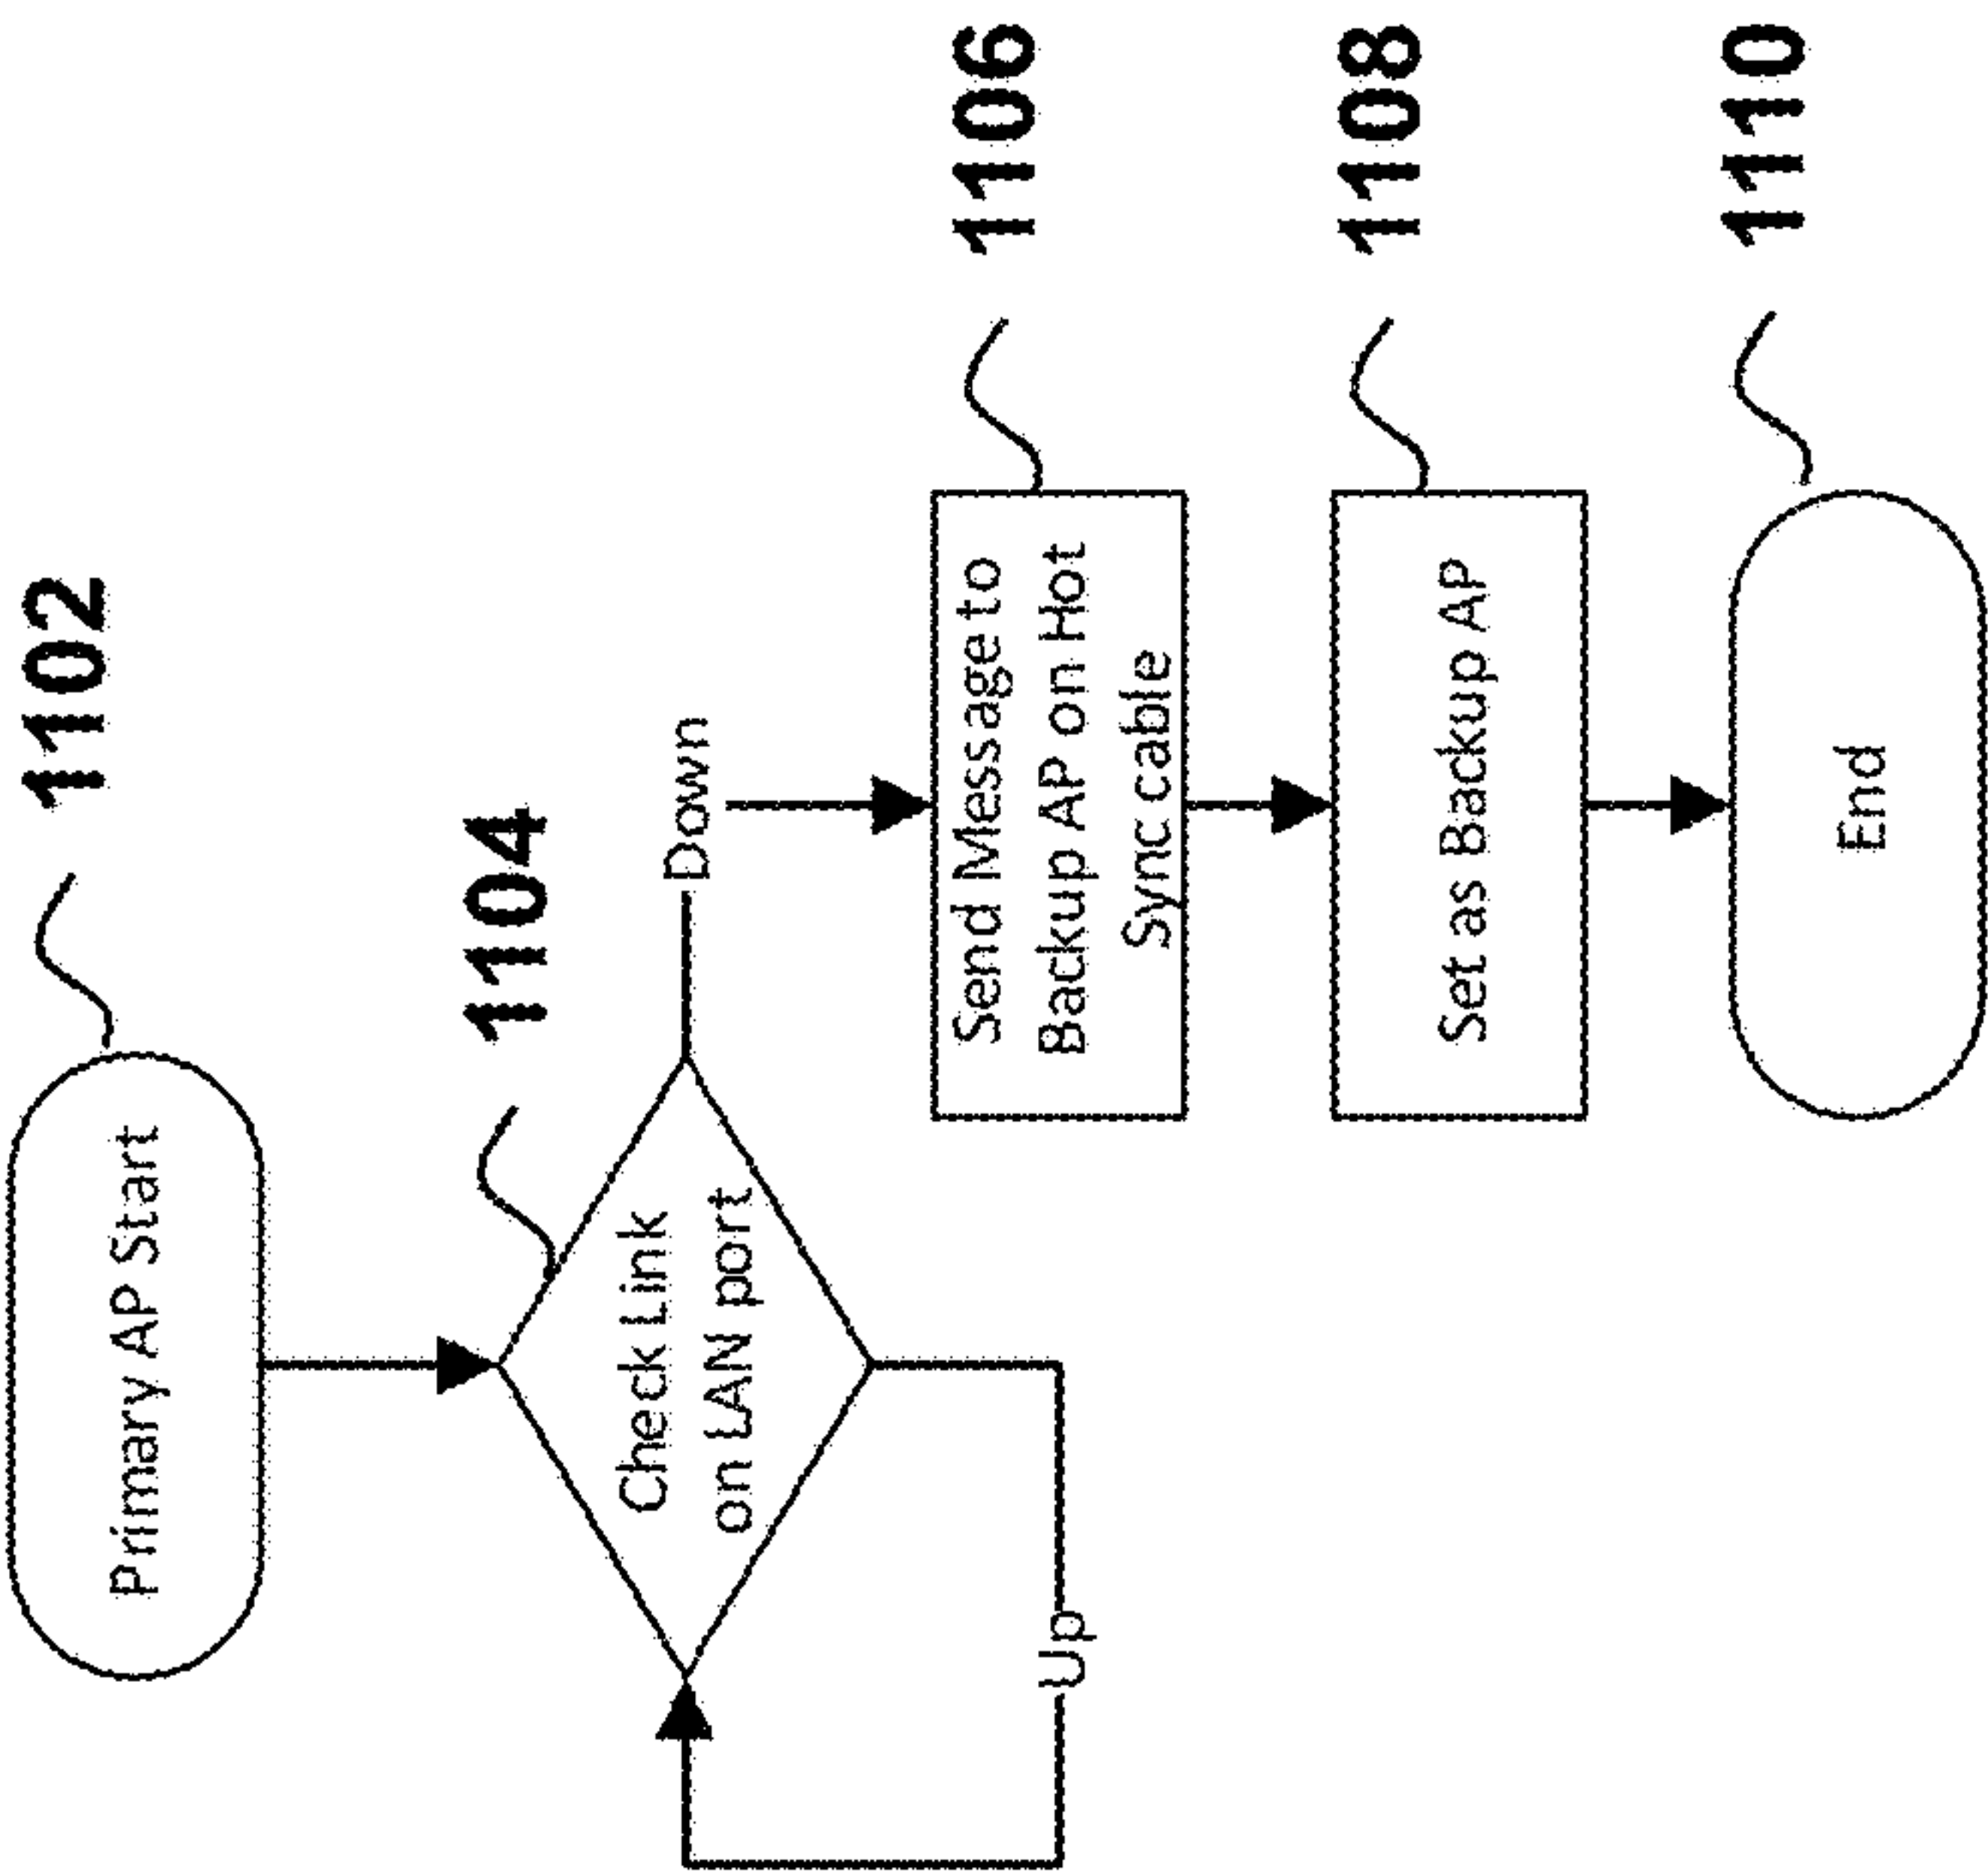 Primary AP Start
1102
Check Link
on LAN port
1104
Down
Up
Send Message to
Backup AP on Hot
Sync cable
1106
Set as Backup AP
1108
End
1110